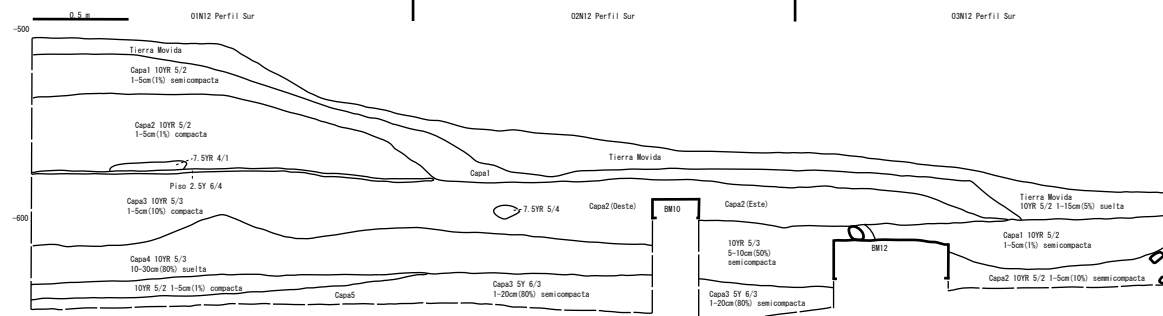 0.5 m
01N12 Perfil Sur
02N12 Perfil Sur
03N12 Perfil Sur
-500
Tierra Movida
Capa1 10YR 5/2
1-5cm(1%) semicompacta
Capa2 10YR 5/2
1-5cm(1%) compacta
7.5YR 4/1
Piso 2.5Y 6/4
Capa1
Tierra Movida
Capa3 10YR 5/3
1-5cm(10%) compacta
-600
7.5YR 5/4
Capa2(Oeste)
BM10
Capa2(Este)
Tierra Movida
10YR 5/2 1-15cm(5%) suelta
Capa1 10YR 5/2
1-5cm(1%) semicompacta
10YR 5/3
5-10cm(50%)
semicompacta
BM12
Capa4 10YR 5/3
10-30cm(80%) suelta
10YR 5/2 1-5cm(1%) compacta
Capa5
Capa3 5Y 6/3
1-20cm(80%) semicompacta
Capa3 5Y 6/3
1-20cm(80%) semicompacta
Capa2 10YR 5/2 1-5cm(10%) semmicompacta